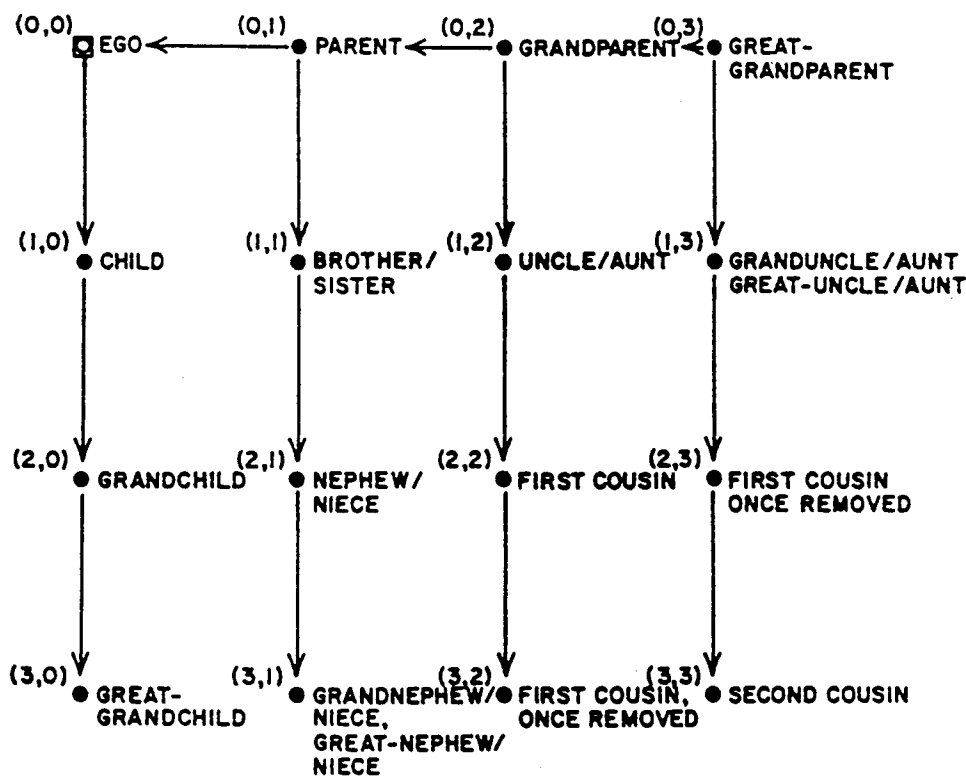 (0,0) EGO (0,1) PARENT (0,2) GRANDPARENT (0,3) GREAT-
GRANDPARENT
(1,0) CHILD (1,1) BROTHER/ (1,2) UNCLE/AUNT (1,3) GRANDUNCLE/AUNT
SISTER GREAT-UNCLE/AUNT
(2,0) GRANDCHILD (2,1) NEPHEW/ (2,2) FIRST COUSIN (2,3) FIRST COUSIN
NIECE ONCE REMOVED
(3,0) GREAT- (3,1) GRANDNEPHEW/ (3,2) FIRST COUSIN, (3,3) SECOND COUSIN
GRANDCHILD NIECE, ONCE REMOVED
GREAT-NEPHEW/
NIECE